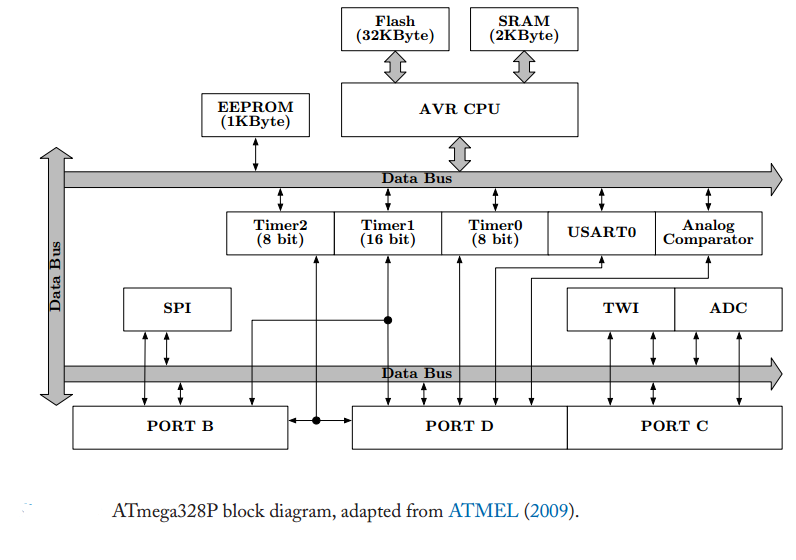 Flash
(32KByte)
SRAM
(2KByte)
EEPROM
(1KByte)
AVR CPU
Data Bus
Timer2
(8 bit)
Timer1
(16 bit)
Timer0
(8 bit)
USART0
Analog
Comparator
Data Bus
SPI
TWI
ADC
Data Bus
PORT B
PORT D
PORT C
ATmega328P block diagram, adapted from ATMEL (2009).